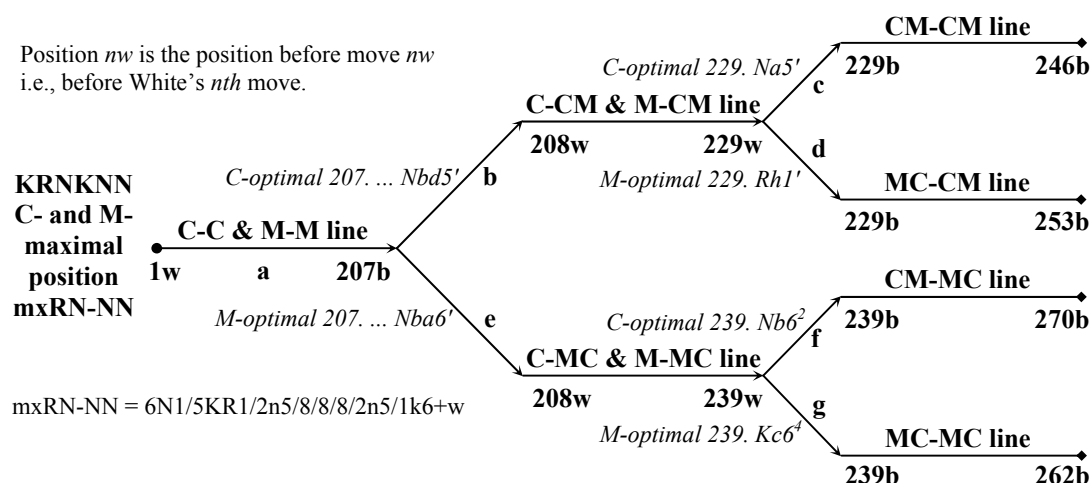 Position nw is the position before move nw
i.e., before White's nth move.
KRNKNN
C- and M-
maximal
position
mxRN-NN
1w
C-C & M-M line
a
207b
C-optimal 207. ... Nbd5'
b
M-optimal 207. ... Nba6'
e
C-CM & M-CM line
208w
229w
C-optimal 229. Na5'
c
M-optimal 229. Rh1'
d
CM-CM line
229b
246b
MC-CM line
229b
253b
C-MC & M-MC line
208w
239w
C-optimal 239. Nb6²
f
M-optimal 239. Kc6⁴
g
CM-MC line
239b
270b
MC-MC line
239b
262b
mxRN-NN = 6N1/5KR1/2n5/8/8/8/2n5/1k6+w